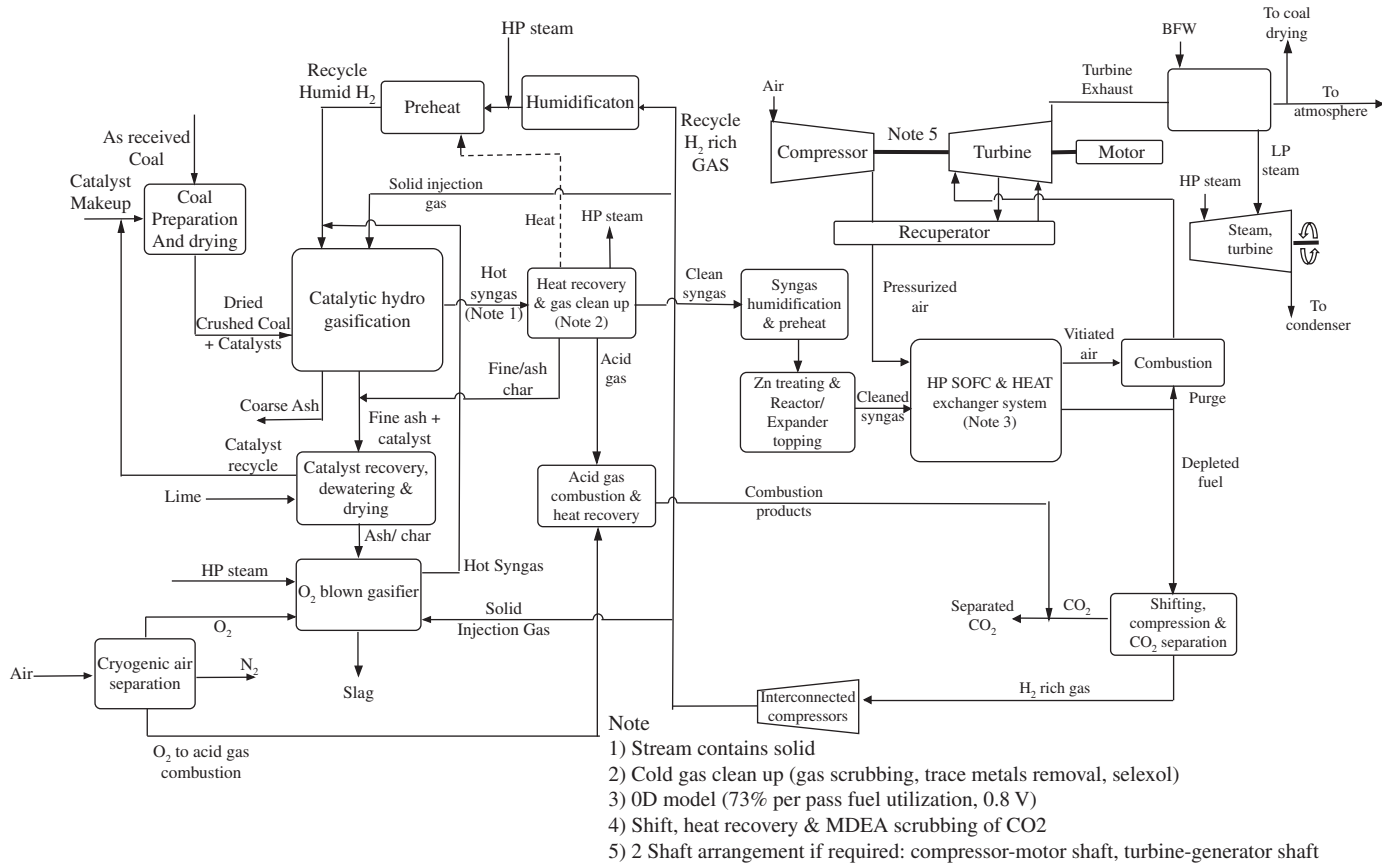 HP steam
Recycle
Humid H2
Preheat
Humidificaton
As received
Coal
Catalyst
Makeup
Coal
Preparation
And drying
Solid injection
gas
Recycle
H2 rich
GAS
Heat
HP steam
Dried
Crushed Coal
+ Catalysts
Catalytic hydro
gasification
Hot
syngas
(Note 1)
Heat recovery
& gas clean up
(Note 2)
Clean
syngas
Syngas
humidification
& preheat
Fine/ash
char
Acid
gas
Coarse Ash
Fine ash +
catalyst
Catalyst
recycle
Lime
Catalyst recovery,
dewatering &
drying
Ash/ char
HP steam
O2 blown gasifier
Hot Syngas
Solid
Injection Gas
O2
Air
Cryogenic air
separation
N2
Slag
O2 to acid gas
combustion
Acid gas
combustion &
heat recovery
Combustion
products
Zn treating &
Reactor/
Expander
topping
Cleaned
syngas
HP SOFC & HEAT
exchanger system
(Note 3)
Air
Compressor
Note 5
Turbine
Motor
Turbine
Exhaust
BFW
To coal
drying
To
atmosphere
LP
steam
HP steam
Steam,
turbine
To
condenser
Recuperator
Pressurized
air
Vitiated
air
Combustion
Purge
Depleted
fuel
Separated
CO2
CO2
Shifting,
compression &
CO2 separation
H2 rich gas
Interconnected
compressors
Note
1) Stream contains solid
2) Cold gas clean up (gas scrubbing, trace metals removal, selexol)
3) 0D model (73% per pass fuel utilization, 0.8 V)
4) Shift, heat recovery & MDEA scrubbing of CO2
5) 2 Shaft arrangement if required: compressor-motor shaft, turbine-generator shaft